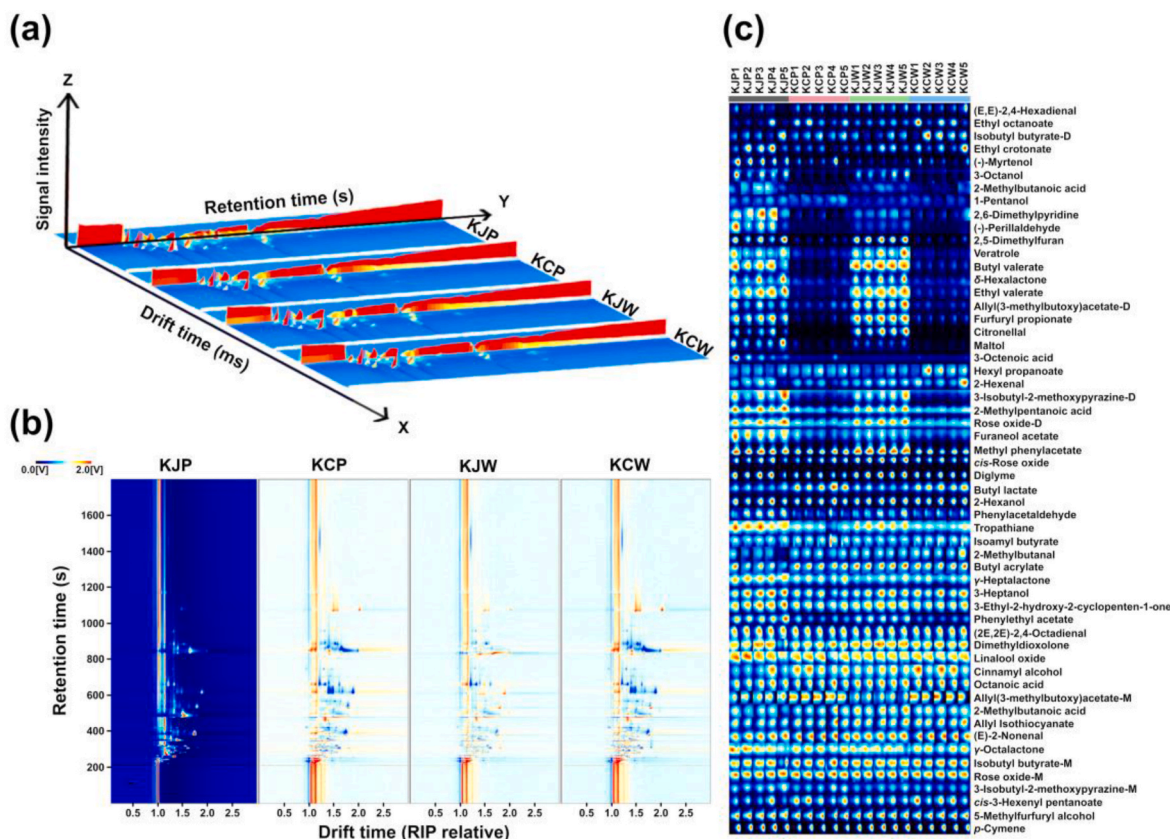 (a)
Z
Signal intensity
Retention time (s)
Y
KJP
KCP
KJW
KCW
Drift time (ms)
X
(b)
0.0[V] 2.0[V]
KJP KCP KJW KCW
Retention time (s)
1600
1400
1200
1000
800
600
400
200
0.5 1.0 1.5 2.0 2.5 0.5 1.0 1.5 2.0 2.5 0.5 1.0 1.5 2.0 2.5 0.5 1.0 1.5 2.0 2.5
Drift time (RIP relative)
(c)
KJP1 KJP2 KJP3 KJP4 KJP5 KCP1 KCP2 KCP3 KCP4 KCP5 KJW1 KJW2 KJW3 KJW4 KJW5 KCW1 KCW2 KCW3 KCW4 KCW5
(E,E)-2,4-Hexadienal
Ethyl octanoate
Isobutyl butyrate-D
Ethyl crotonate
(-)-Myrtenol
3-Octanol
2-Methylbutanoic acid
1-Pentanol
2,6-Dimethylpyridine
(-)-Perillaldehyde
2,5-Dimethylfuran
Veratrole
Butyl valerate
δ-Hexalactone
Ethyl valerate
Allyl(3-methylbutoxy)acetate-D
Furfuryl propionate
Citronellal
Maltol
3-Octenoic acid
Hexyl propanoate
2-Hexenal
3-Isobutyl-2-methoxypyrazine-D
2-Methylpentanoic acid
Rose oxide-D
Furaneol acetate
Methyl phenylacetate
cis-Rose oxide
Diglyme
Butyl lactate
2-Hexanol
Phenylacetaldehyde
Tropathiane
Isoamyl butyrate
2-Methylbutanal
Butyl acrylate
γ-Heptalactone
3-Heptanol
3-Ethyl-2-hydroxy-2-cyclopenten-1-one
Phenylethyl acetate
(2E,2E)-2,4-Octadienal
Dimethyldioxolone
Linalool oxide
Cinnamyl alcohol
Octanoic acid
Allyl(3-methylbutoxy)acetate-M
2-Methylbutanoic acid
Allyl Isothiocyanate
(E)-2-Nonenal
γ-Octalactone
Isobutyl butyrate-M
Rose oxide-M
3-Isobutyl-2-methoxypyrazine-M
cis-3-Hexenyl pentanoate
5-Methylfurfuryl alcohol
p-Cymene